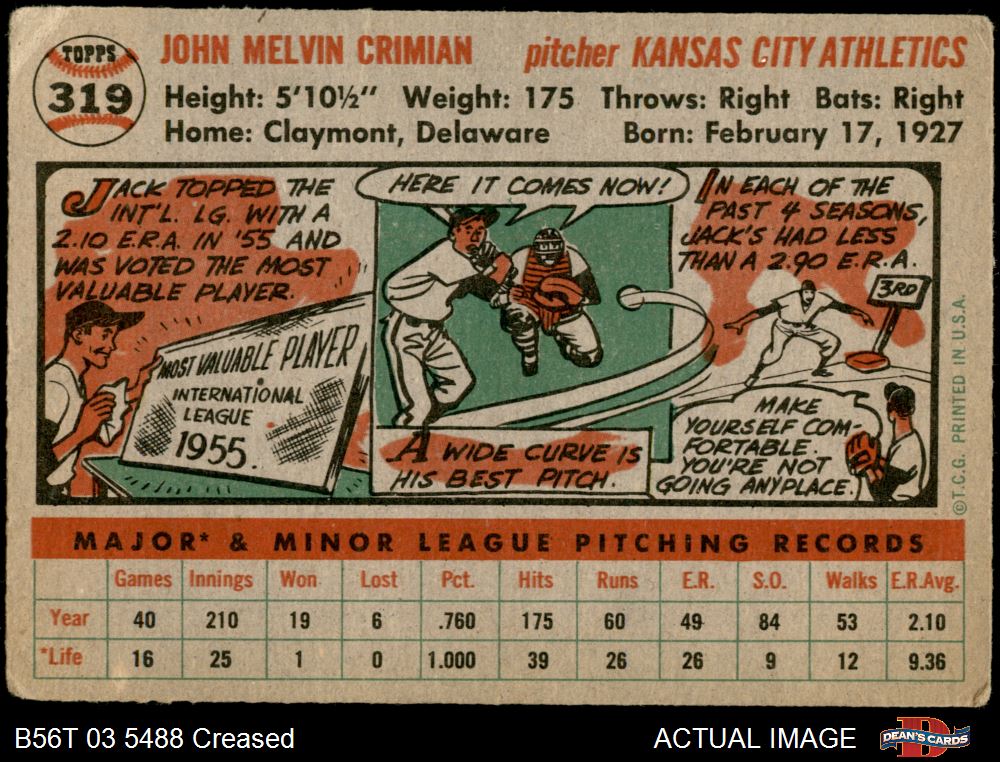 TOPPS
319
JOHN MELVIN CRIMIAN pitcher KANSAS CITY ATHLETICS
Height: 5'10½" Weight: 175 Throws: Right Bats: Right
Home: Claymont, Delaware Born: February 17, 1927
JACK TOPPED THE
INT'L. LG. WITH A
2.10 E.R.A. IN '55 AND
WAS VOTED THE MOST
VALUABLE PLAYER.
MOST VALUABLE PLAYER
INTERNATIONAL
LEAGUE
1955.
HERE IT COMES NOW!
A WIDE CURVE IS
HIS BEST PITCH.
IN EACH OF THE
PAST 4 SEASONS,
JACK'S HAD LESS
THAN A 2.90 E.R.A.
3RD
MAKE
YOURSELF COM-
FORTABLE.
YOU'RE NOT
GOING ANYPLACE.
© T.C.G. PRINTED IN U.S.A.
MAJOR* & MINOR LEAGUE PITCHING RECORDS
Games Innings Won Lost Pct. Hits Runs E.R. S.O. Walks E.R.Avg.
Year 40 210 19 6 .760 175 60 49 84 53 2.10
*Life 16 25 1 0 1.000 39 26 26 9 12 9.36
B56T 03 5488 Creased ACTUAL IMAGE
D
DEAN'S CARDS